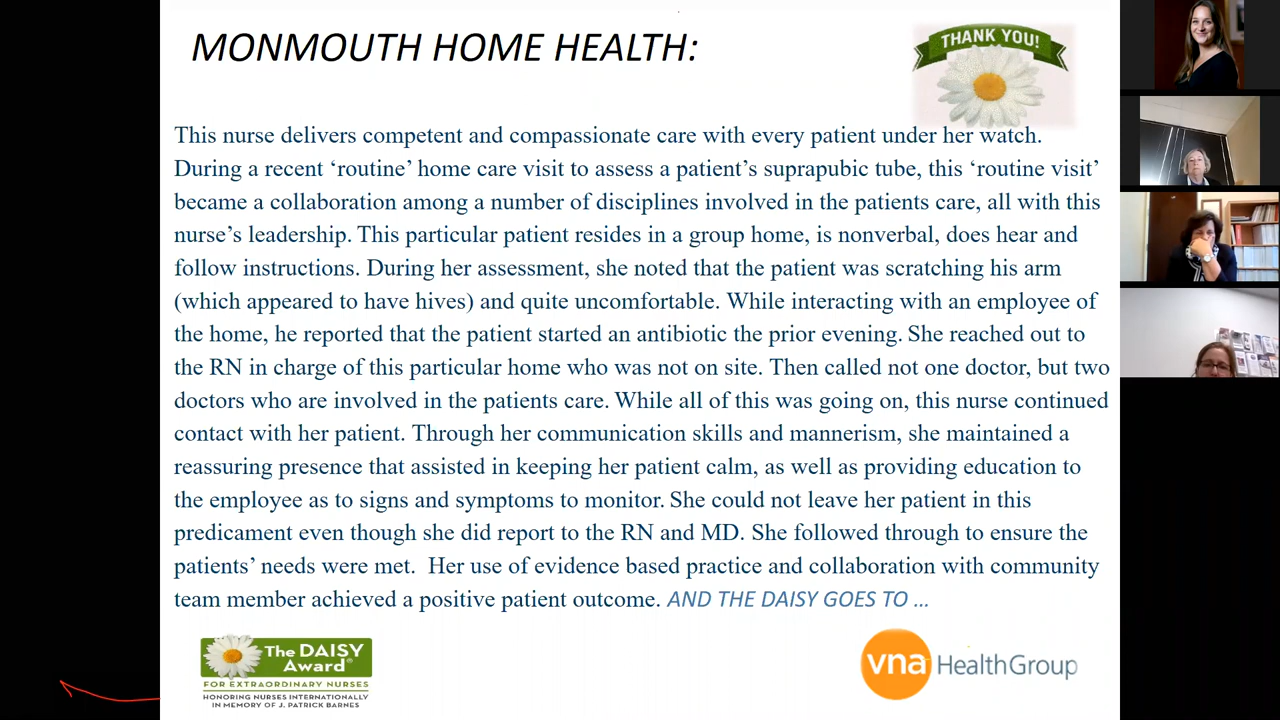 MONMOUTH HOME HEALTH:
THANK YOU!
This nurse delivers competent and compassionate care with every patient under her watch.
During a recent ‘routine’ home care visit to assess a patient’s suprapubic tube, this ‘routine visit’
became a collaboration among a number of disciplines involved in the patients care, all with this
nurse’s leadership. This particular patient resides in a group home, is nonverbal, does hear and
follow instructions. During her assessment, she noted that the patient was scratching his arm
(which appeared to have hives) and quite uncomfortable. While interacting with an employee of
the home, he reported that the patient started an antibiotic the prior evening. She reached out to
the RN in charge of this particular home who was not on site. Then called not one doctor, but two
doctors who are involved in the patients care. While all of this was going on, this nurse continued
contact with her patient. Through her communication skills and mannerism, she maintained a
reassuring presence that assisted in keeping her patient calm, as well as providing education to
the employee as to signs and symptoms to monitor. She could not leave her patient in this
predicament even though she did report to the RN and MD. She followed through to ensure the
patients’ needs were met. Her use of evidence based practice and collaboration with community
team member achieved a positive patient outcome. AND THE DAISY GOES TO ...
The DAISY
Award®
FOR EXTRAORDINARY NURSES
HONORING NURSES INTERNATIONALLY
IN MEMORY OF J. PATRICK BARNES
vna HealthGroup